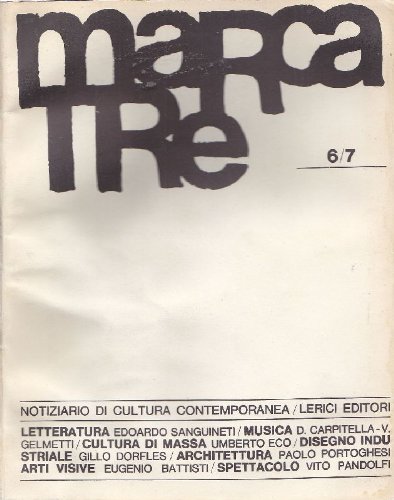 marca
TRe
6/7
NOTIZIARIO DI CULTURA CONTEMPORANEA/LERICI EDITORI
LETTERATURA EDOARDO SANGUINETI/MUSICA D. CARPITELLA-V.
GELMETTI/CULTURA DI MASSA UMBERTO ECO/DISEGNO INDU
STRIALE GILLO DORFLES/ARCHITETTURA PAOLO PORTOGHESI
ARTI VISIVE EUGENIO BATTISTI/SPETTACOLO VITO PANDOLFI